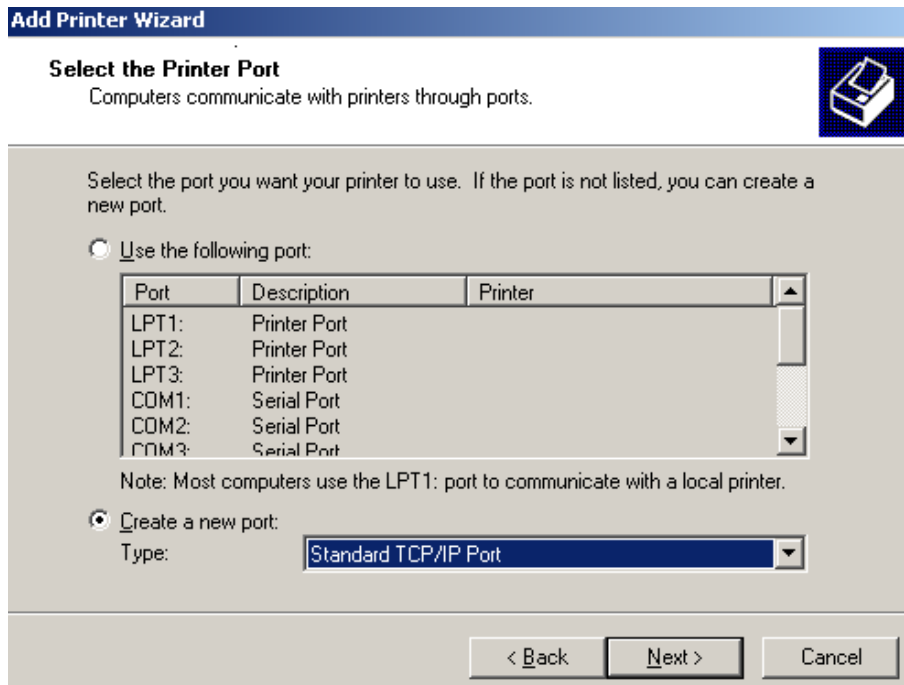 Add Printer Wizard
Select the Printer Port
Computers communicate with printers through ports.
Select the port you want your printer to use.  If the port is not listed, you can create a
new port.
Use the following port:
Port Description Printer
LPT1: Printer Port
LPT2: Printer Port
LPT3: Printer Port
COM1: Serial Port
COM2: Serial Port
COM3: Serial Port
Note: Most computers use the LPT1: port to communicate with a local printer.
Create a new port:
Type: Standard TCP/IP Port
< Back Next > Cancel